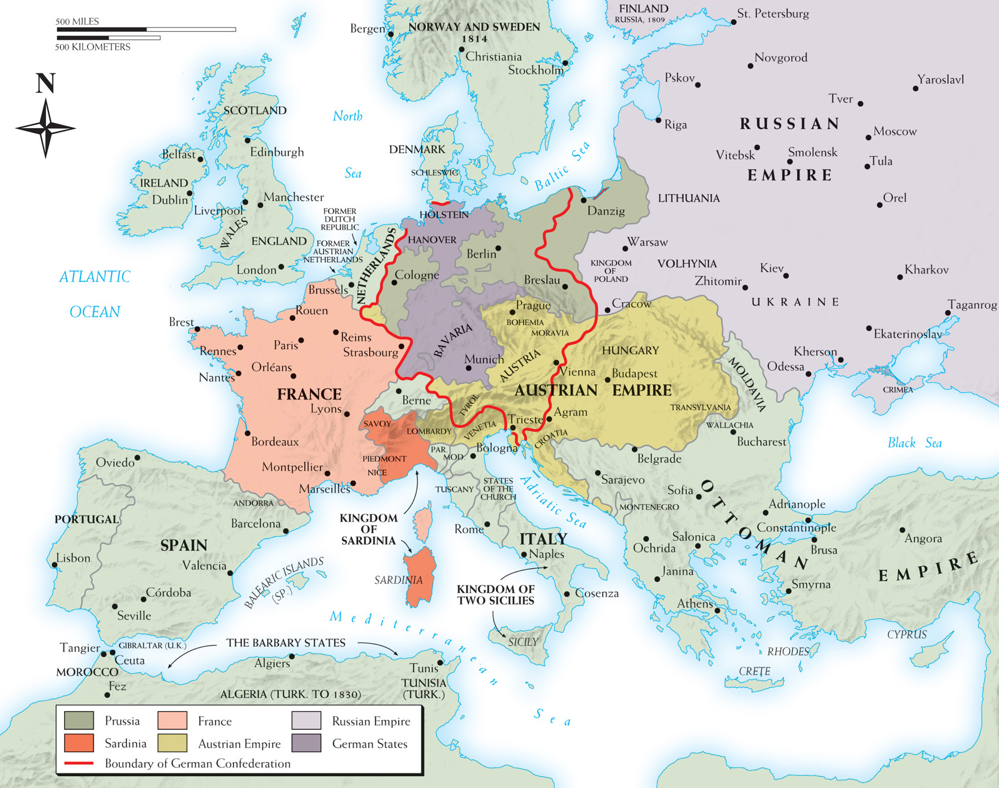 500 MILES
500 KILOMETERS
N
FINLAND
RUSSIA, 1809
St. Petersburg
Bergen
NORWAY AND SWEDEN
1814
Christiania
Stockholm
Novgorod
Pskov
Yaroslavl
Tver
SCOTLAND
North
Sea
Riga
RUSSIAN
EMPIRE
Moscow
Edinburgh
Belfast
DENMARK
SCHLESWIG
Baltic Sea
Vitebsk
Smolensk
Tula
IRELAND
Dublin
Liverpool
Manchester
WALES
ENGLAND
London
LITHUANIA
Orel
FORMER
DUTCH
REPUBLIC
FORMER
AUSTRIAN
NETHERLANDS
HOLSTEIN
HANOVER
Danzig
NETHERLANDS
Berlin
Warsaw
KINGDOM
OF
POLAND
VOLHYNIA
Kiev
Zhitomir
Kharkov
ATLANTIC
OCEAN
Brussels
Cologne
Breslau
UKRAINE
Taganrog
Cracow
Prague
BOHEMIA
MORAVIA
Ekaterinoslav
Kherson
Odessa
CRIMEA
Brest
Rouen
Reims
Paris
Strasbourg
Rennes
Orléans
Nantes
BAVARIA
Munich
AUSTRIA
Vienna
HUNGARY
Budapest
AUSTRIAN EMPIRE
MOLDAVIA
FRANCE
Lyons
Berne
TYROL
TRANSYLVANIA
WALLACHIA
Bucharest
SAVOY
LOMBARDY
VENETIA
Trieste
Agram
CROATIA
Bordeaux
PIEDMONT
NICE
PAR.
MOD.
Bologna
Belgrade
Black Sea
Oviedo
Montpellier
Marseilles
TUSCANY
STATES
OF THE
CHURCH
Adriatic Sea
Sarajevo
Sofia
MONTENEGRO
ANDORRA
PORTUGAL
Barcelona
KINGDOM
OF
SARDINIA
Rome
ITALY
Naples
OTTOMAN
EMPIRE
Adrianople
Constantinople
Brusa
Angora
Salonica
Ochrida
SPAIN
Lisbon
Valencia
BALEARIC ISLANDS
(SP.)
SARDINIA
KINGDOM OF
TWO SICILIES
Cosenza
Janina
Smyrna
Athens
Córdoba
Seville
Mediterranean
Sea
SICILY
CYPRUS
RHODES
CRETE
Tangier
GIBRALTAR (U.K.)
Ceuta
THE BARBARY STATES
Algiers
Tunis
MOROCCO
Fez
ALGERIA (TURK. TO 1830)
TUNISIA
(TURK.)
Prussia
France
Russian Empire
Sardinia
Austrian Empire
German States
Boundary of German Confederation